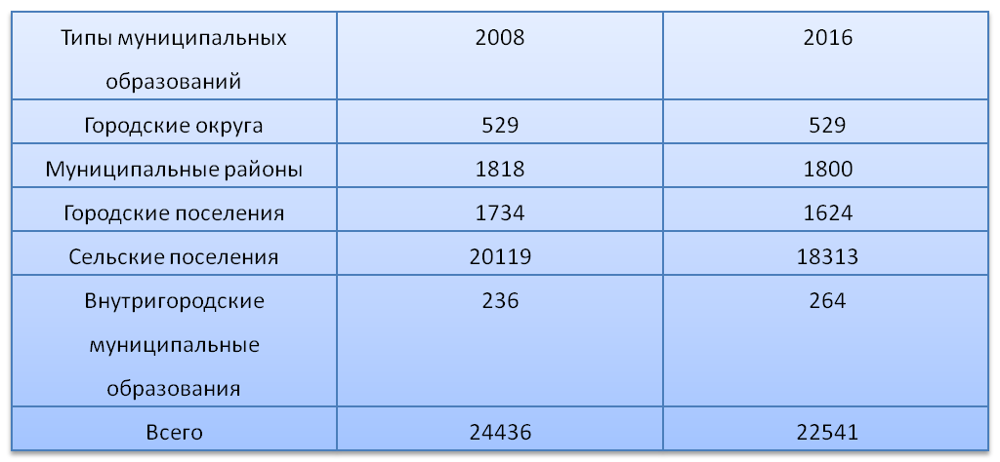 Типы муниципальных 2008 2016
образований
Городские округа 529 529
Муниципальные районы 1818 1800
Городские поселения 1734 1624
Сельские поселения 20119 18313
Внутригородские 236 264
муниципальные
образования
Всего 24436 22541